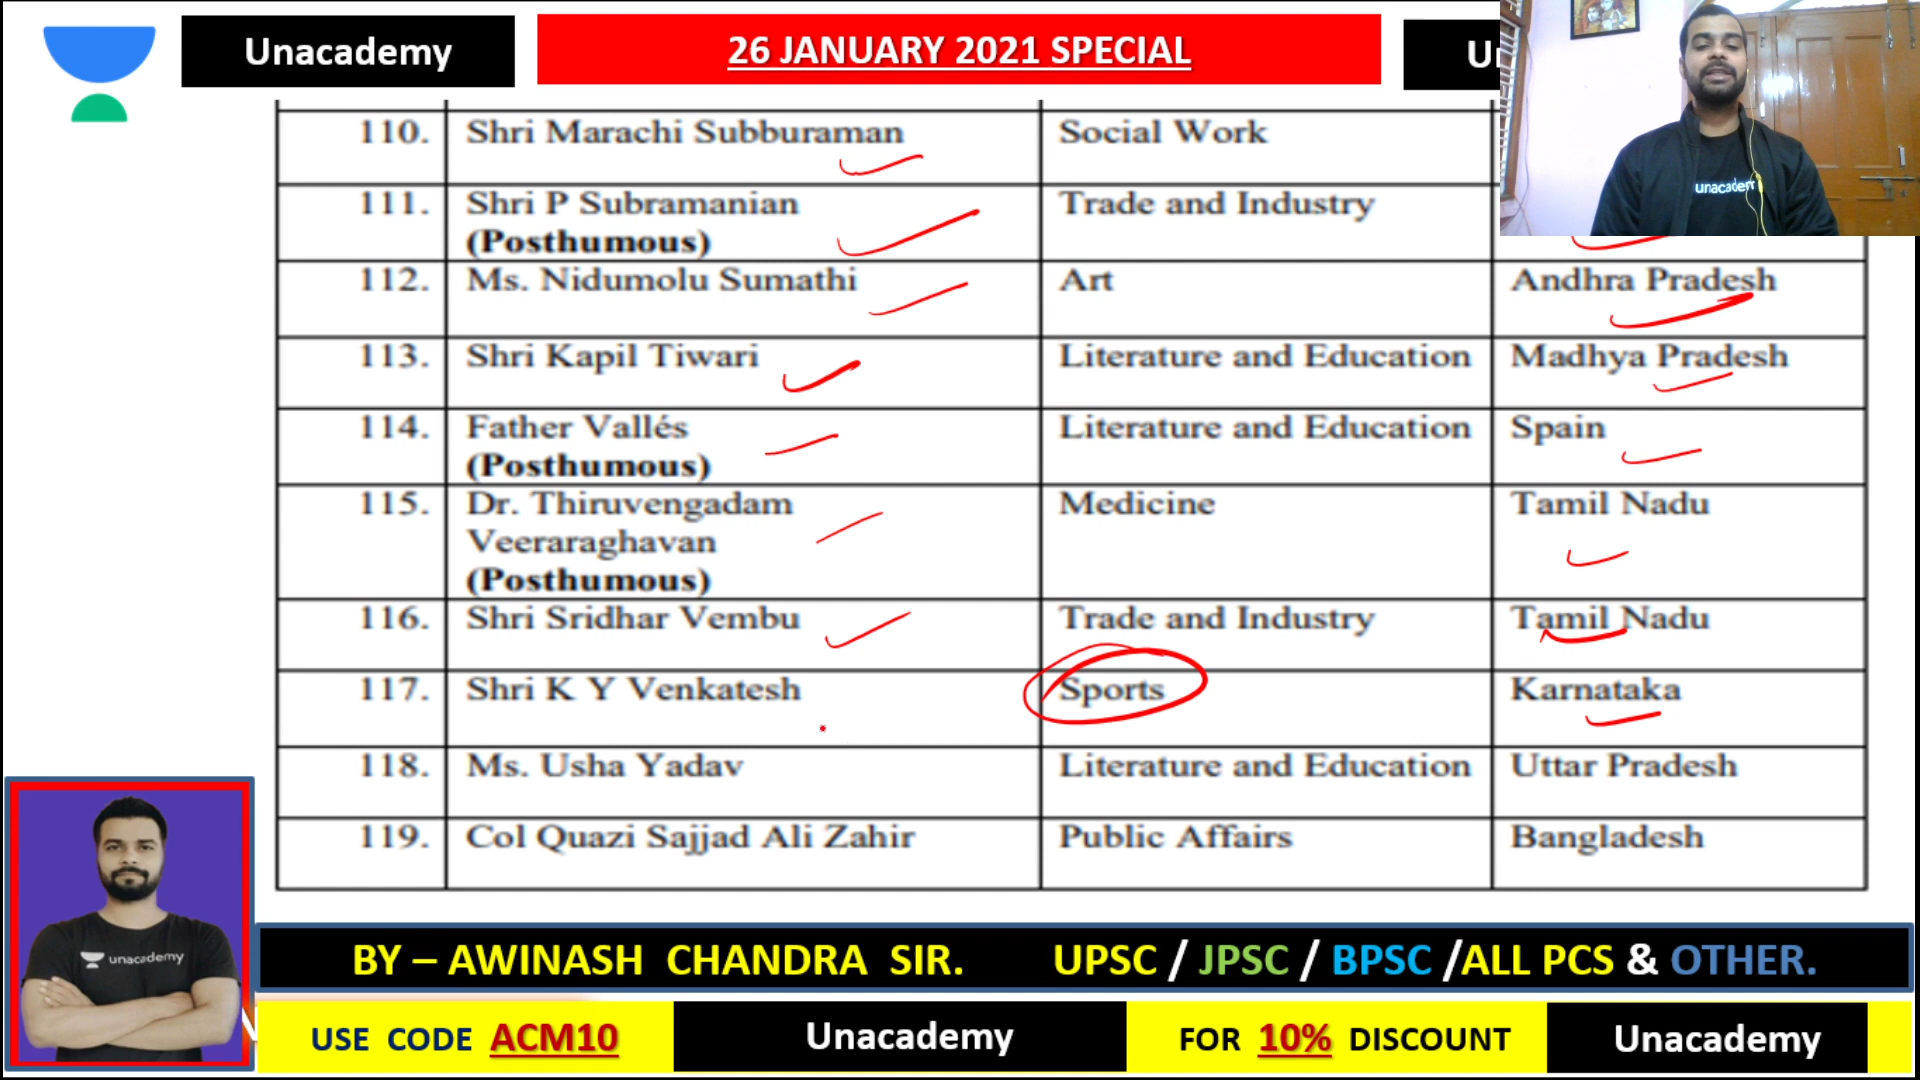 Unacademy
26 JANUARY 2021 SPECIAL
110. Shri Marachi Subburaman Social Work
111. Shri P Subramanian Trade and Industry
(Posthumous)
112. Ms. Nidumolu Sumathi Art Andhra Pradesh
113. Shri Kapil Tiwari Literature and Education Madhya Pradesh
114. Father Vallés Literature and Education Spain
(Posthumous)
115. Dr. Thiruvengadam Medicine Tamil Nadu
Veeraraghavan
(Posthumous)
116. Shri Sridhar Vembu Trade and Industry Tamil Nadu
117. Shri K Y Venkatesh Sports Karnataka
118. Ms. Usha Yadav Literature and Education Uttar Pradesh
119. Col Quazi Sajjad Ali Zahir Public Affairs Bangladesh
unacademy
BY – AWINASH CHANDRA SIR. UPSC / JPSC / BPSC /ALL PCS & OTHER.
USE CODE ACM10 Unacademy FOR 10% DISCOUNT Unacademy